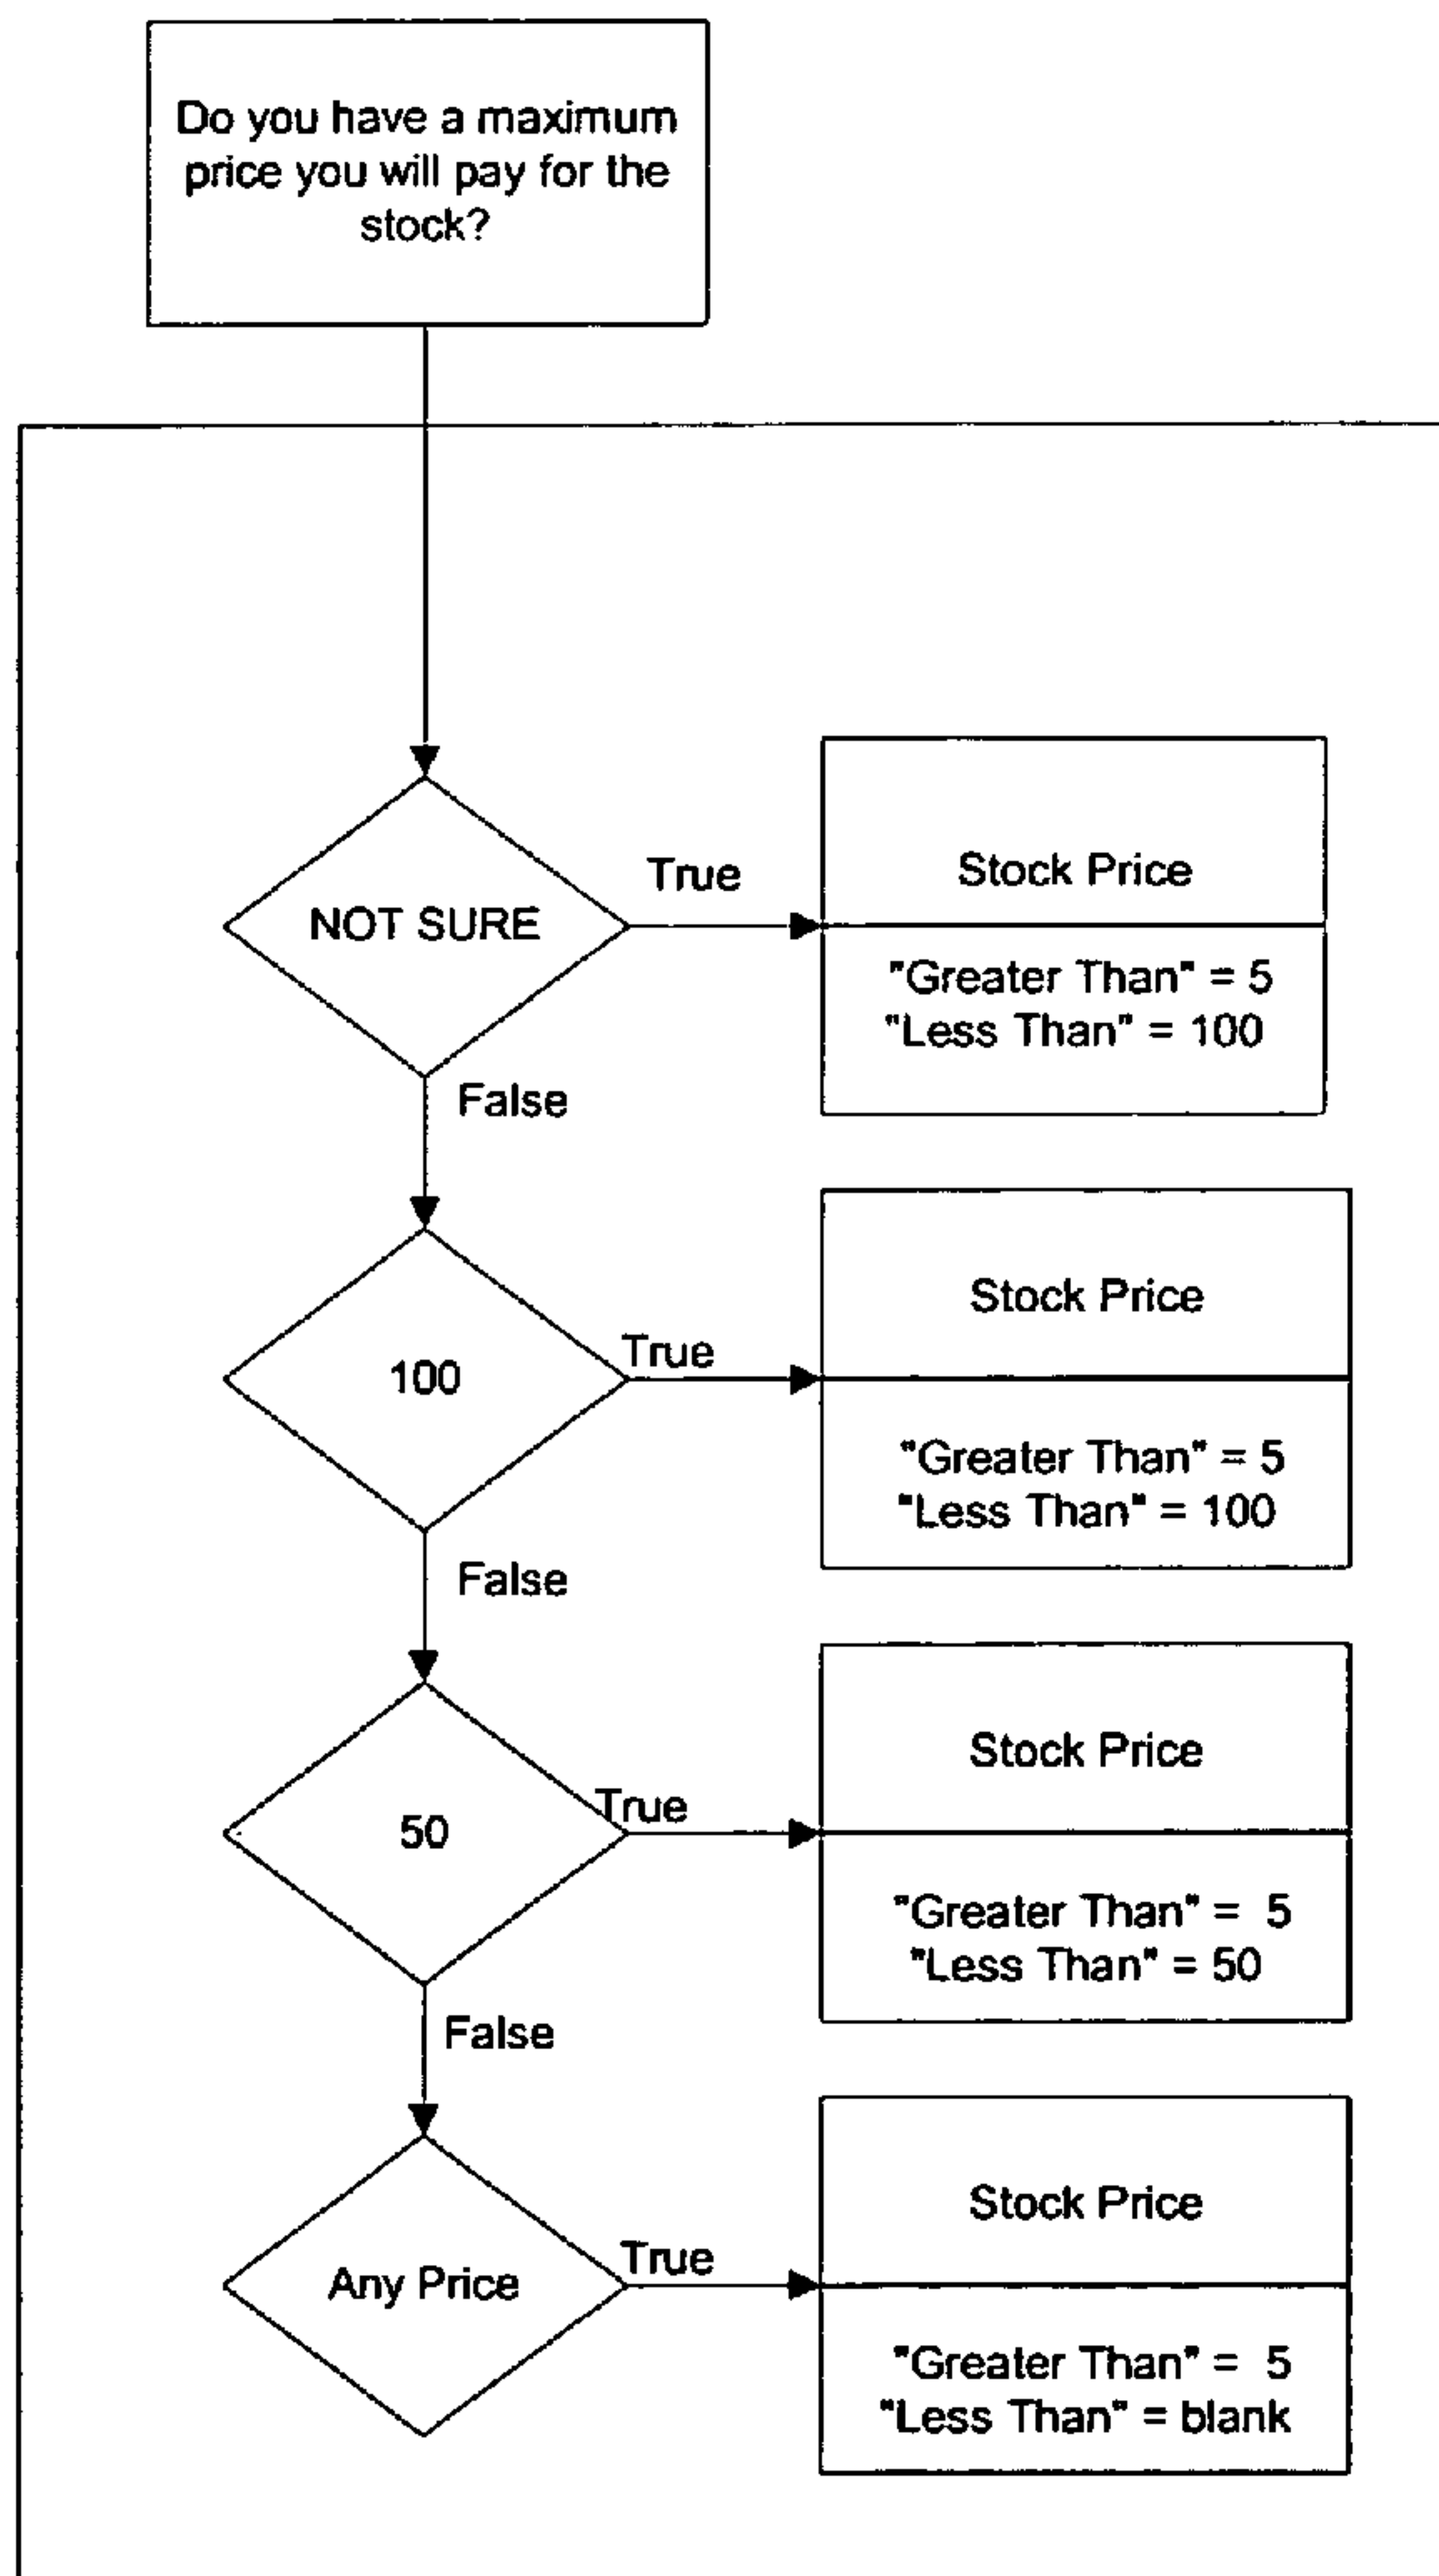 Do you have a maximum
price you will pay for the
stock?
NOT SURE
True
Stock Price
"Greater Than" = 5
"Less Than" = 100
False
100
True
Stock Price
"Greater Than" = 5
"Less Than" = 100
False
50
True
Stock Price
"Greater Than" = 5
"Less Than" = 50
False
Any Price
True
Stock Price
"Greater Than" = 5
"Less Than" = blank